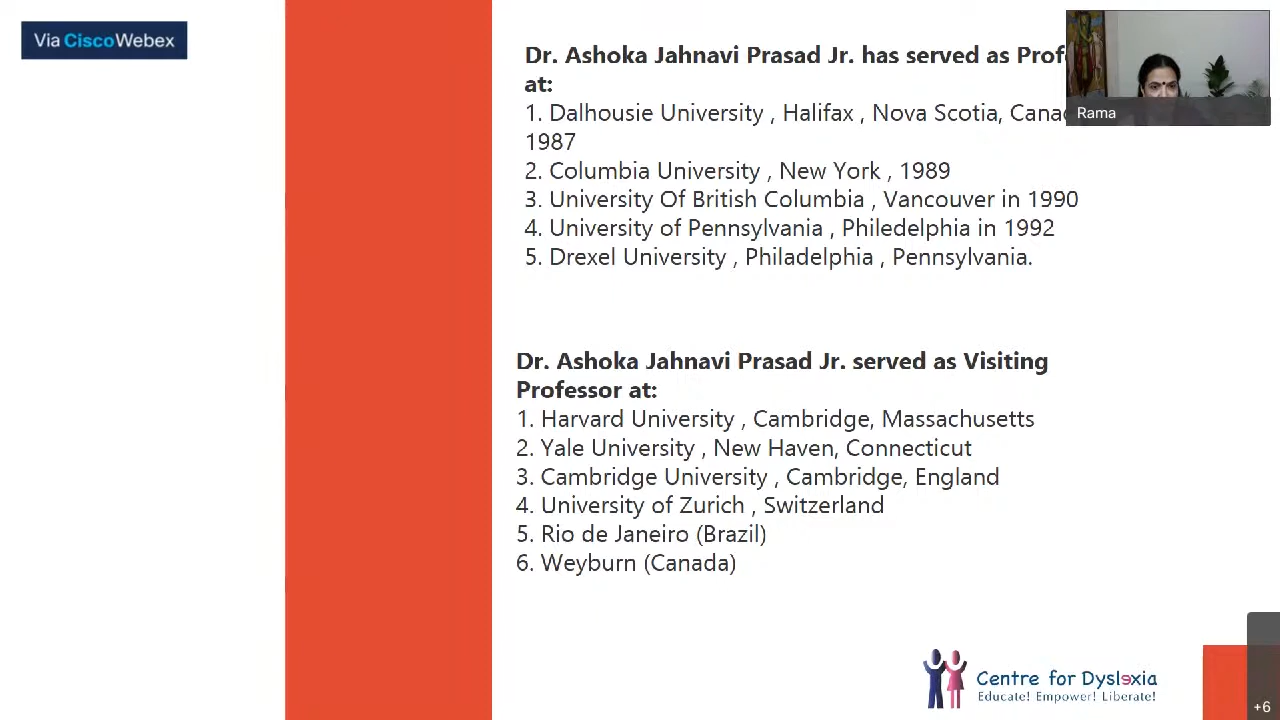 Via Cisco Webex
Dr. Ashoka Jahnavi Prasad Jr. has served as
at:
1. Dalhousie University , Halifax , Nova Scotia,
1987
2. Columbia University , New York , 1989
3. University Of British Columbia , Vancouver in 1990
4. University of Pennsylvania , Philedelphia in 1992
5. Drexel University , Philadelphia , Pennsylvania.
Rama
Dr. Ashoka Jahnavi Prasad Jr. served as Visiting
Professor at:
1. Harvard University , Cambridge, Massachusetts
2. Yale University , New Haven, Connecticut
3. Cambridge University , Cambridge, England
4. University of Zurich , Switzerland
5. Rio de Janeiro (Brazil)
6. Weyburn (Canada)
Centre for Dyslexia
Educate! Empower! Liberate!
+6